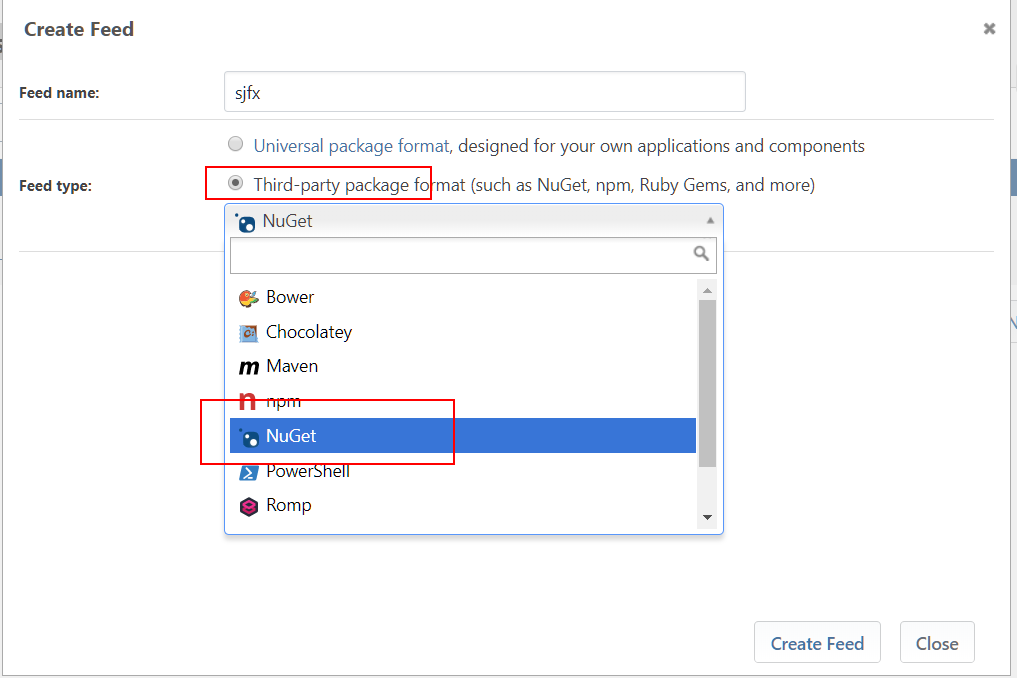 Create Feed
Feed name:
sjfx
Universal package format, designed for your own applications and components
Feed type:
Third-party package format (such as NuGet, npm, Ruby Gems, and more)
NuGet
Bower
Chocolatey
Maven
npm
NuGet
PowerShell
Romp
Create Feed
Close